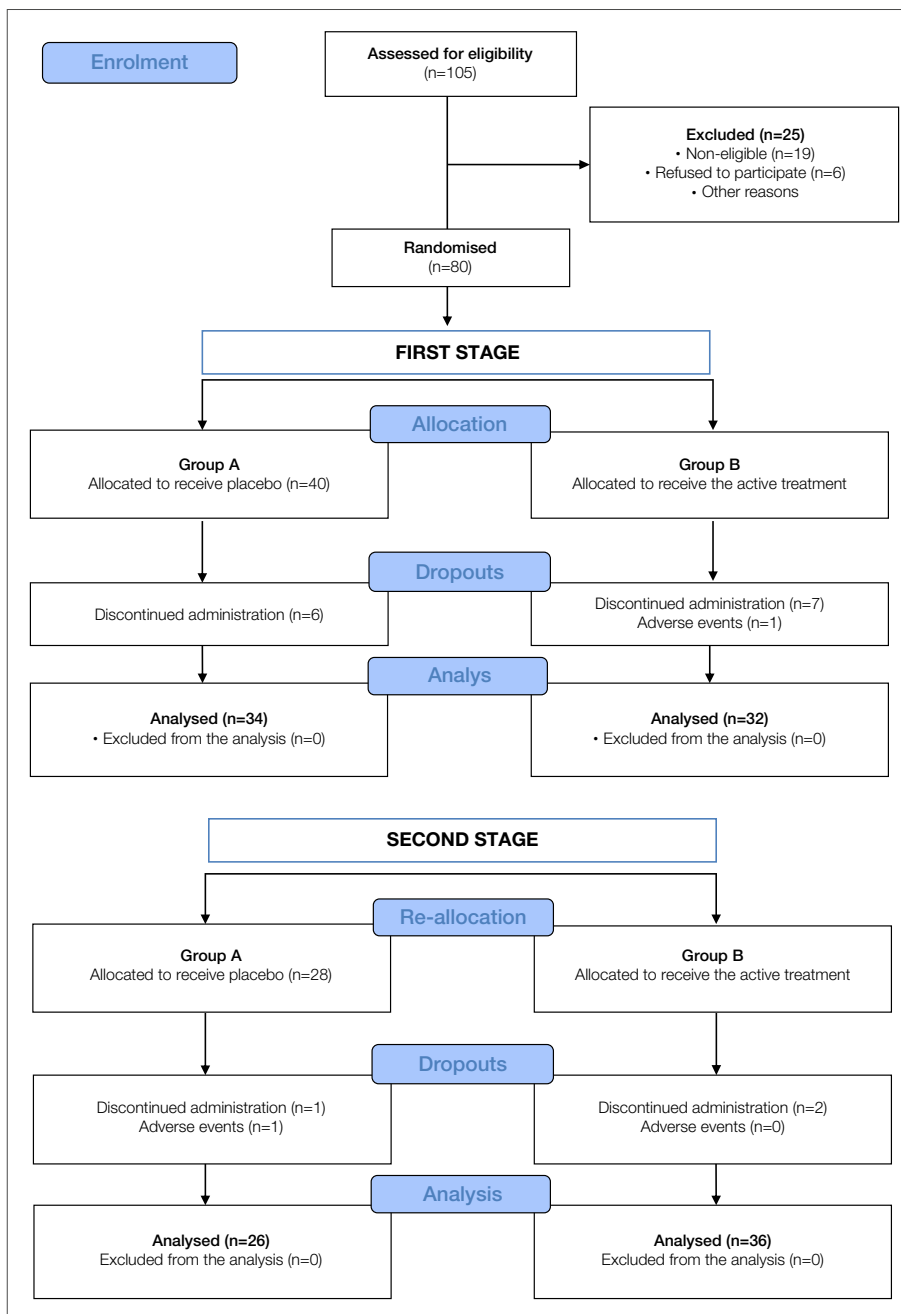 Enrolment
Assessed for eligibility
(n=105)
Excluded (n=25)
• Non-eligible (n=19)
• Refused to participate (n=6)
• Other reasons
Randomised
(n=80)
FIRST STAGE
Allocation
Group A
Allocated to receive placebo (n=40)
Group B
Allocated to receive the active treatment
Dropouts
Discontinued administration (n=6)
Discontinued administration (n=7)
Adverse events (n=1)
Analys
Analysed (n=34)
• Excluded from the analysis (n=0)
Analysed (n=32)
• Excluded from the analysis (n=0)
SECOND STAGE
Re-allocation
Group A
Allocated to receive placebo (n=28)
Group B
Allocated to receive the active treatment
Dropouts
Discontinued administration (n=1)
Adverse events (n=1)
Discontinued administration (n=2)
Adverse events (n=0)
Analysis
Analysed (n=26)
Excluded from the analysis (n=0)
Analysed (n=36)
Excluded from the analysis (n=0)